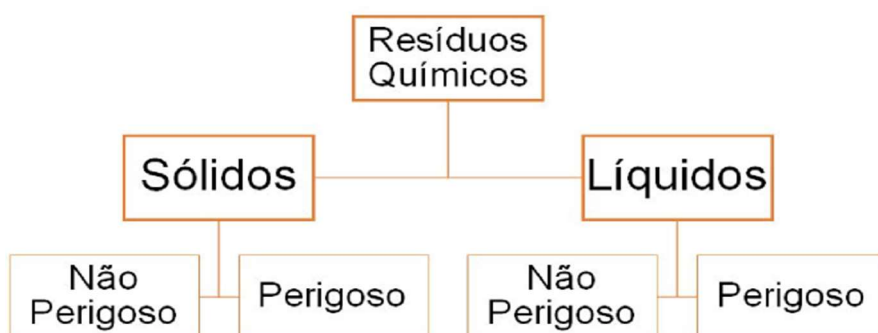 Resíduos
Químicos
Sólidos
Líquidos
Não
Perigoso
Perigoso
Não
Perigoso
Perigoso